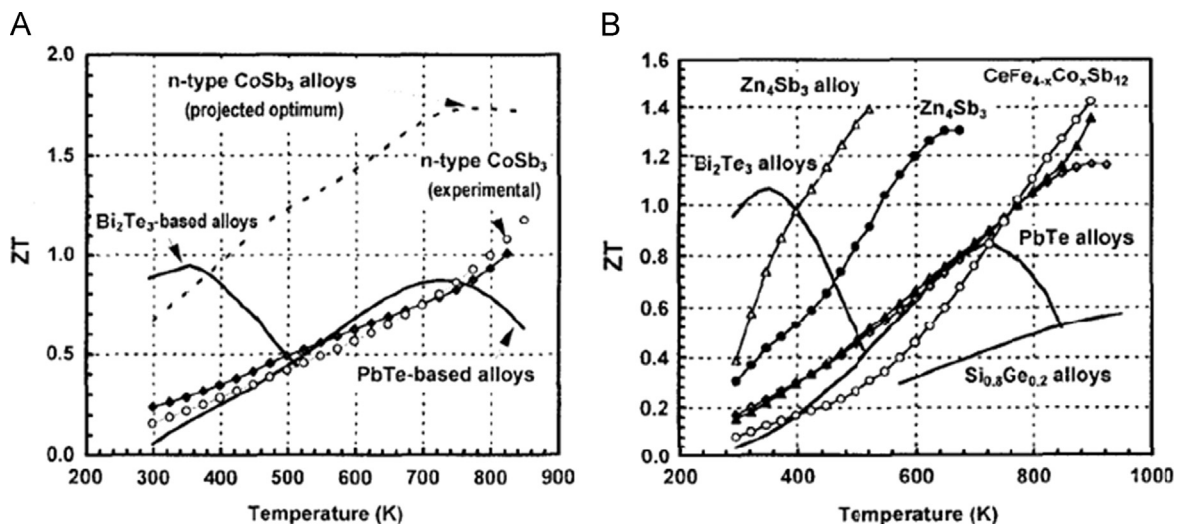 A
2.0
n-type CoSb₃ alloys
(projected optimum)
1.5
n-type CoSb₃
(experimental)
Bi₂Te₃-based alloys
1.0
ZT
0.5
PbTe-based alloys
0.0
200 300 400 500 600 700 800 900
Temperature (K)
B
1.6
CeFe₄₋ₓCoₓSb₁₂
Zn₄Sb₃ alloy
1.4
Zn₄Sb₃
1.2
Bi₂Te₃ alloys
1.0
PbTe alloys
ZT
0.8
0.6
0.4
Si₀.₈Ge₀.₂ alloys
0.2
0.0
200 400 600 800 1000
Temperature (K)